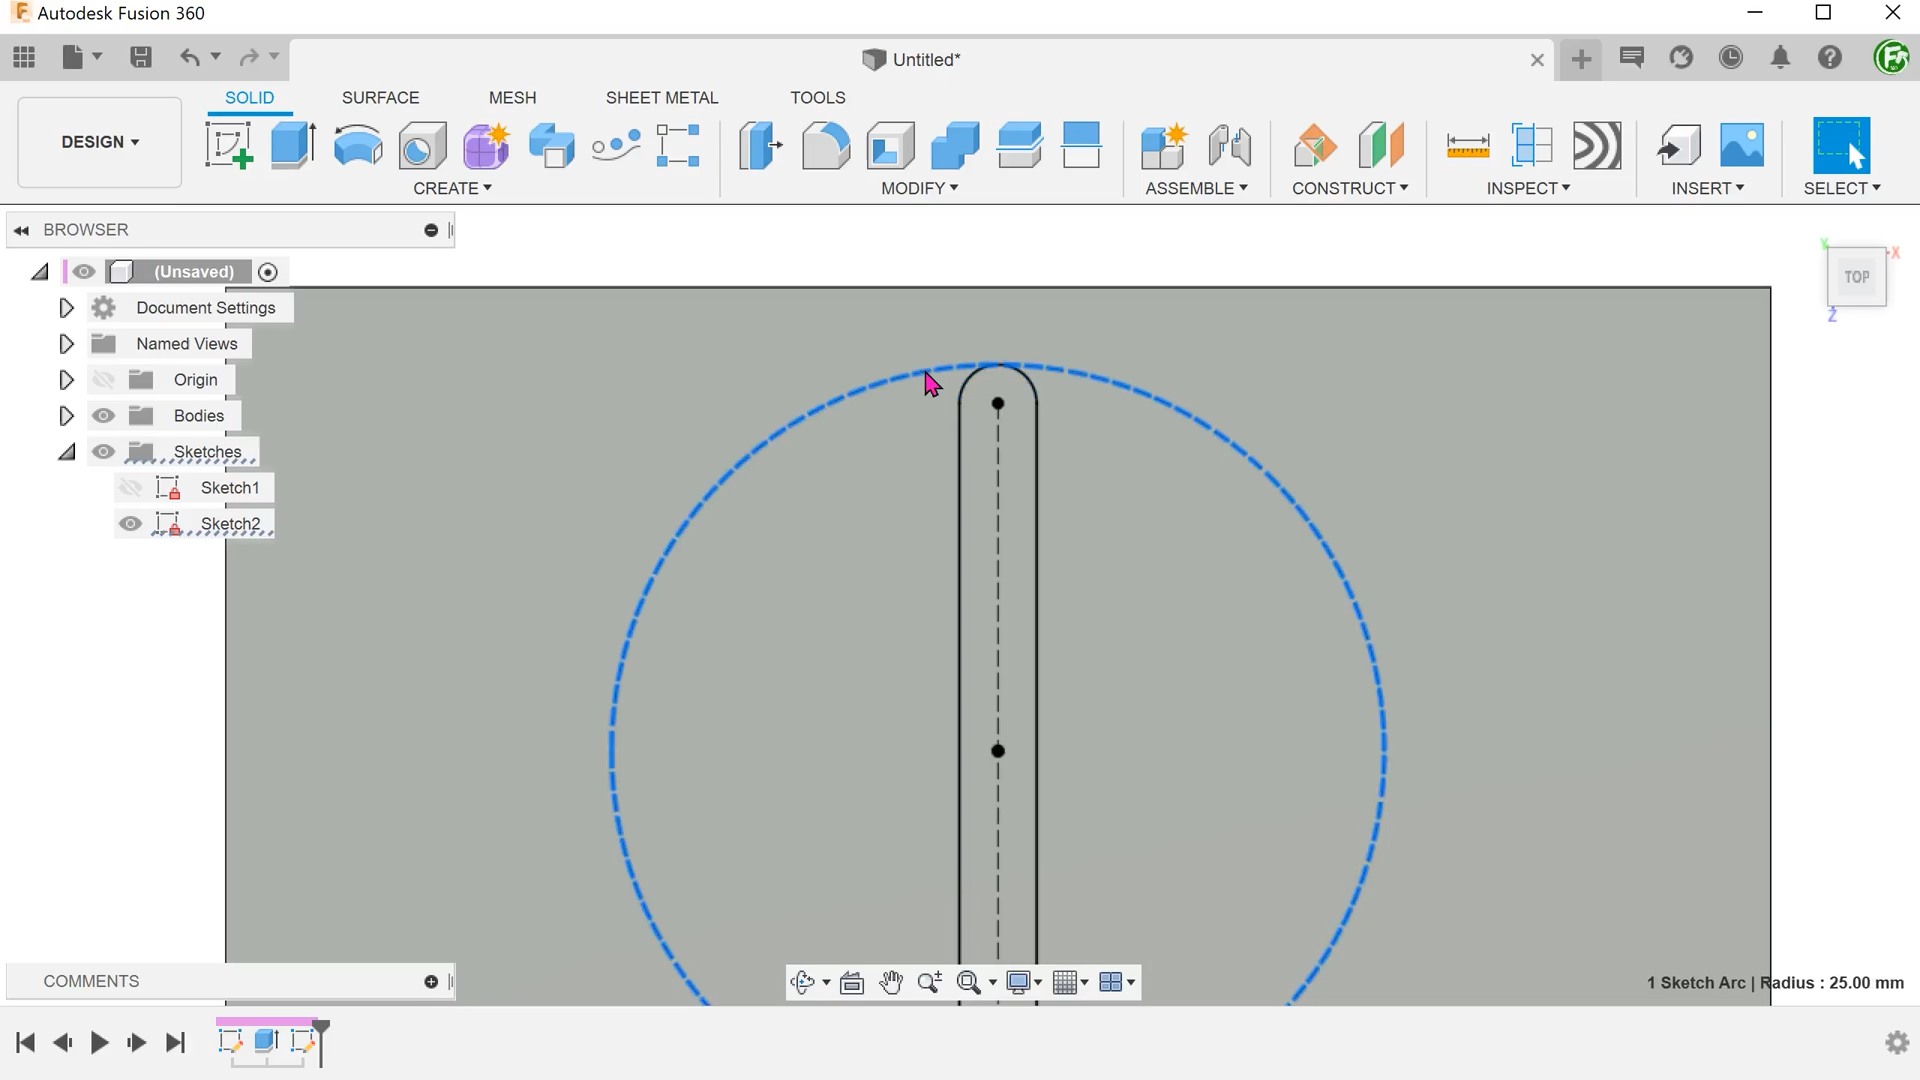 Autodesk Fusion 360
Untitled*
SOLID SURFACE MESH SHEET METAL TOOLS
DESIGN
CREATE MODIFY ASSEMBLE CONSTRUCT INSPECT INSERT SELECT
BROWSER
(Unsaved)
Document Settings
Named Views
Origin
Bodies
Sketches
Sketch1
Sketch2
Y
X
TOP
Z
COMMENTS
1 Sketch Arc | Radius : 25.00 mm